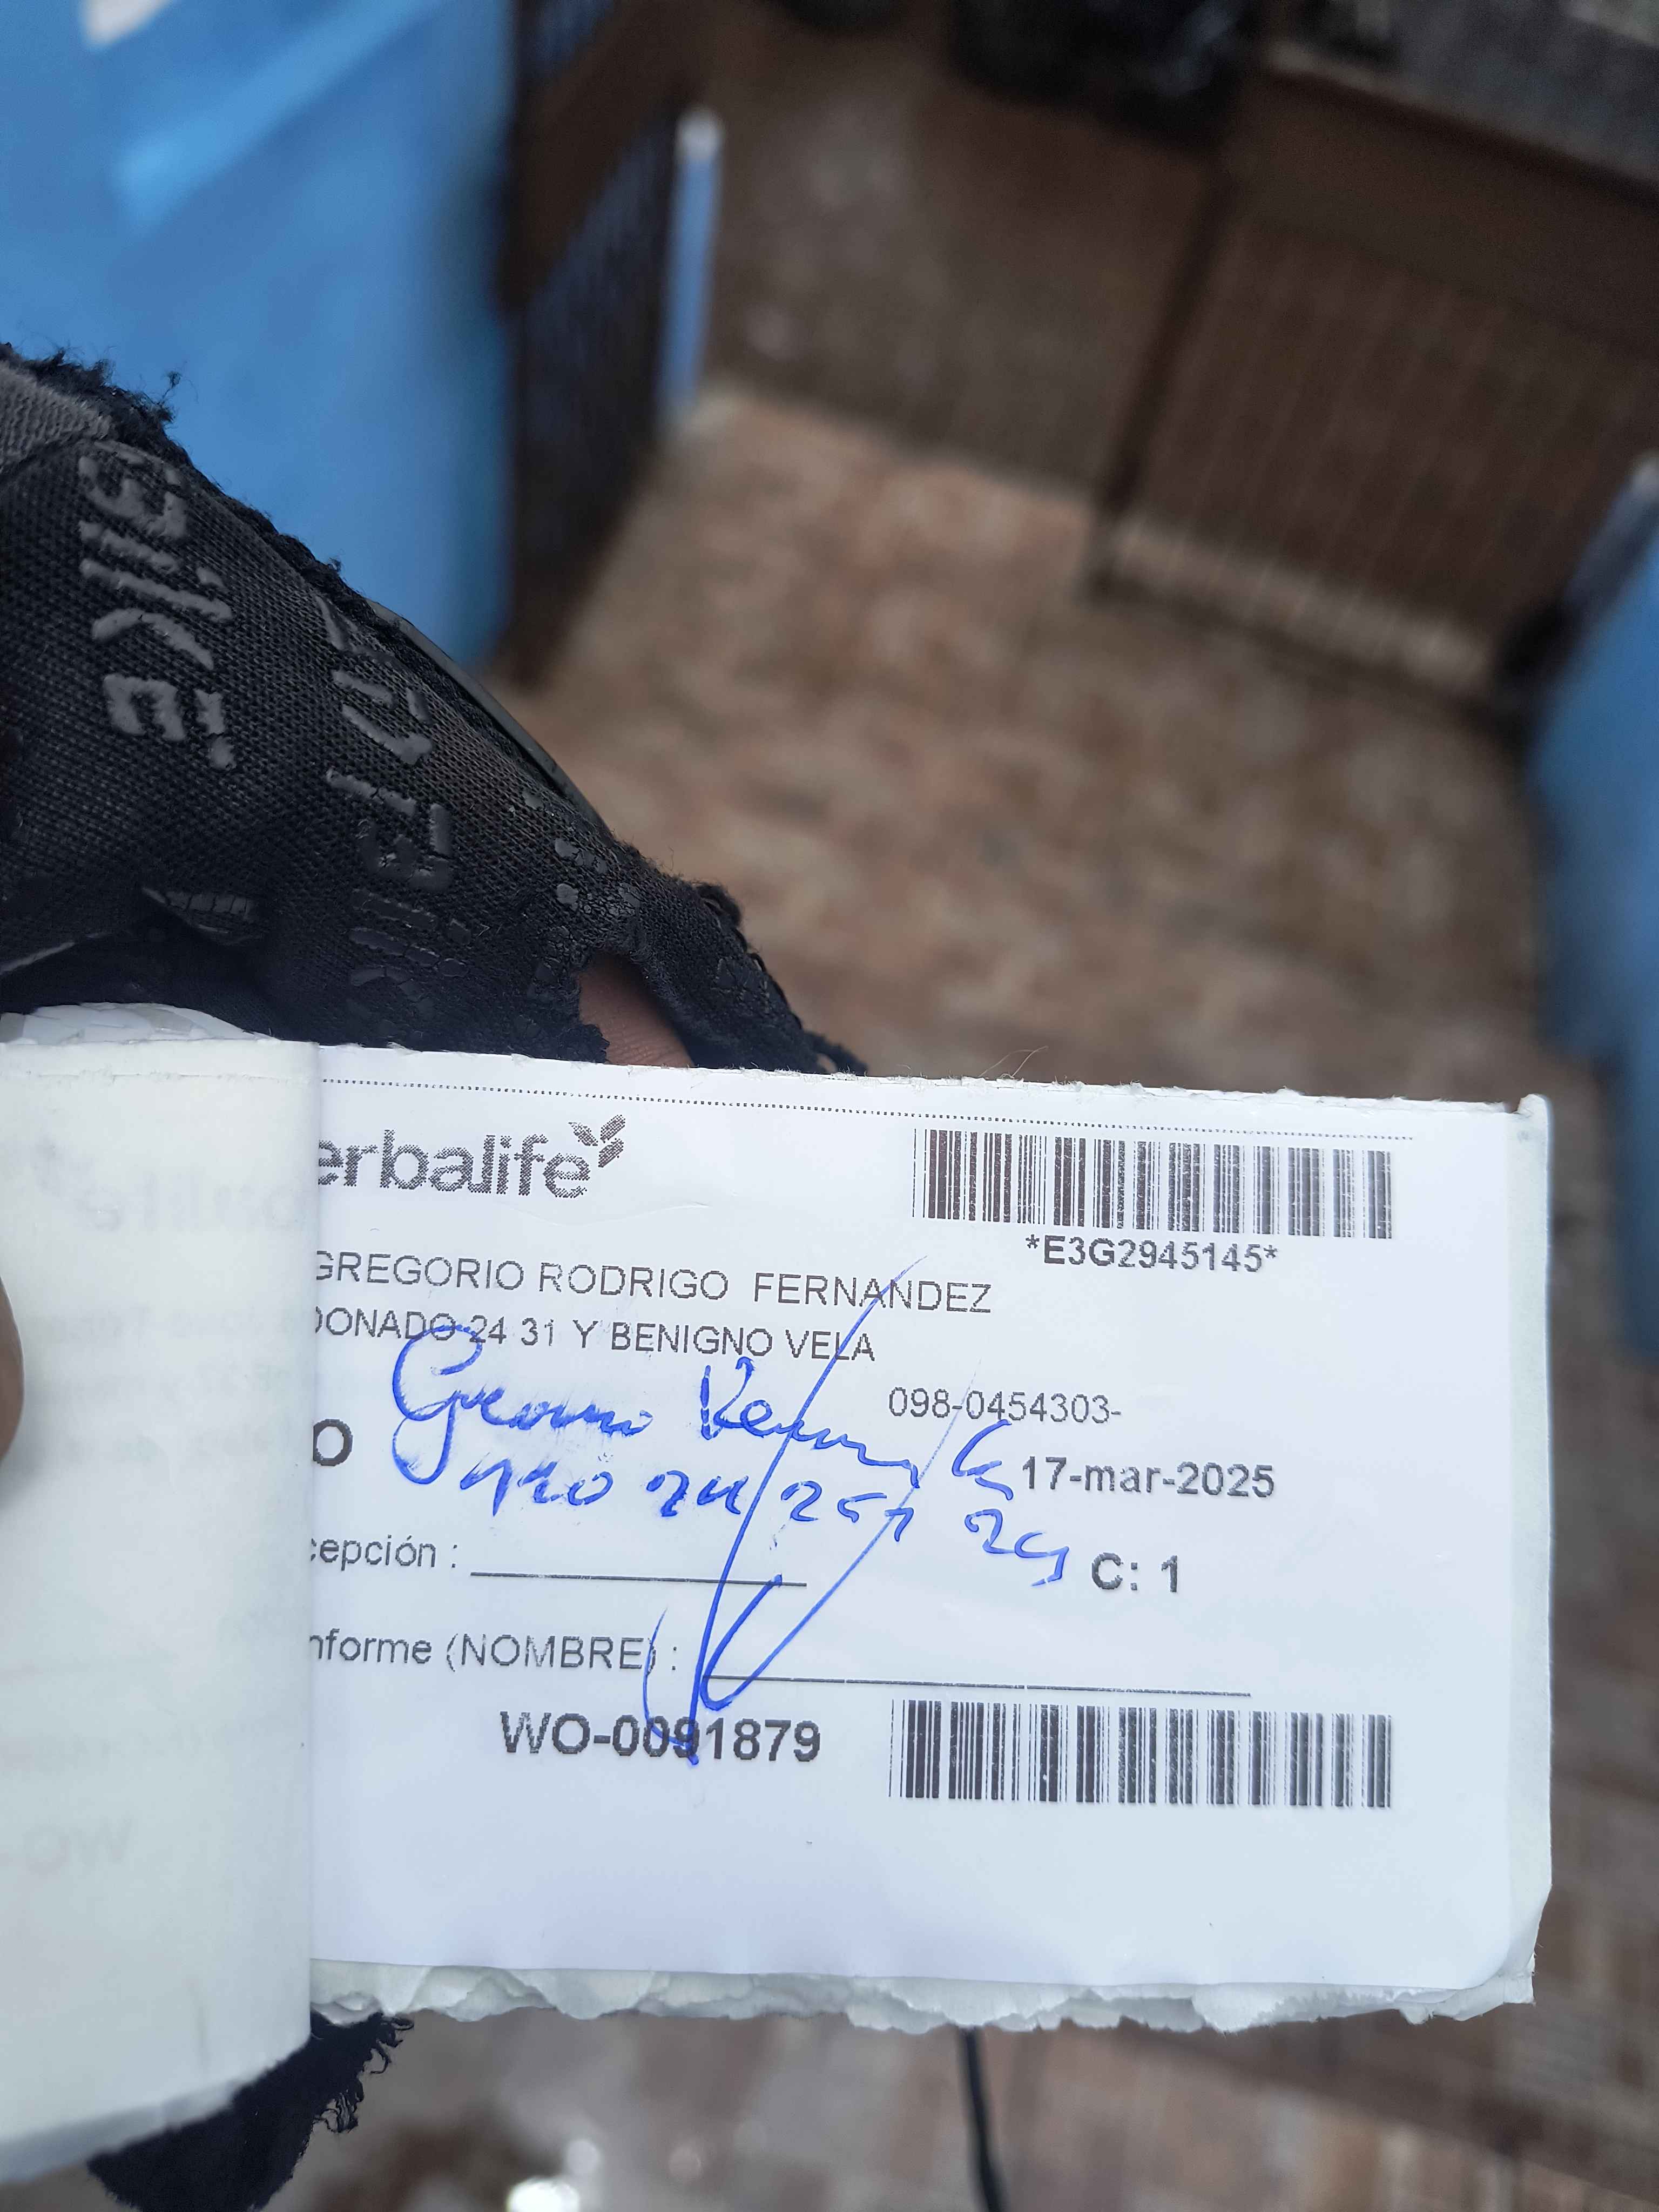 erbalife
*E3G2945145*
GREGORIO RODRIGO FERNANDEZ
DONADO 24 31 Y BENIGNO VELA
098-0454303-
O
17-mar-2025
cepción :
C: 1
nforme (NOMBRE) :
WO-0091879